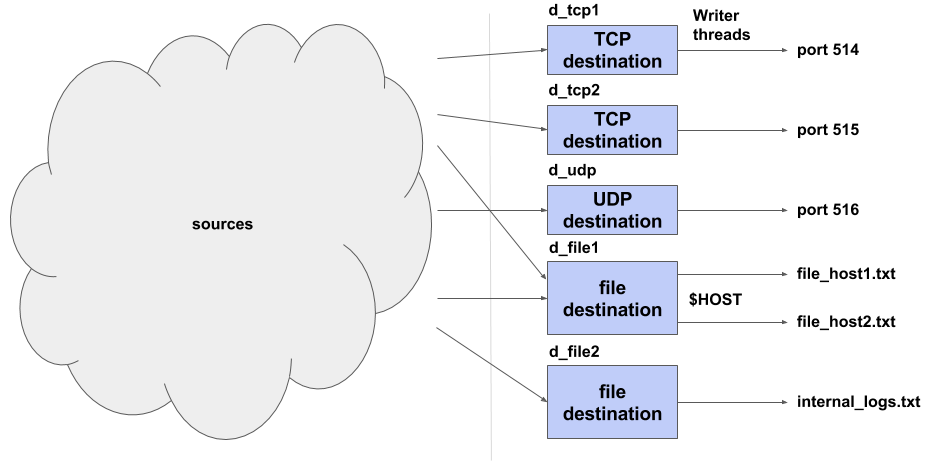 sources
d_tcp1
TCP
destination
Writer
threads
port 514
d_tcp2
TCP
destination
port 515
d_udp
UDP
destination
port 516
d_file1
file
destination
$HOST
file_host1.txt
file_host2.txt
d_file2
file
destination
internal_logs.txt